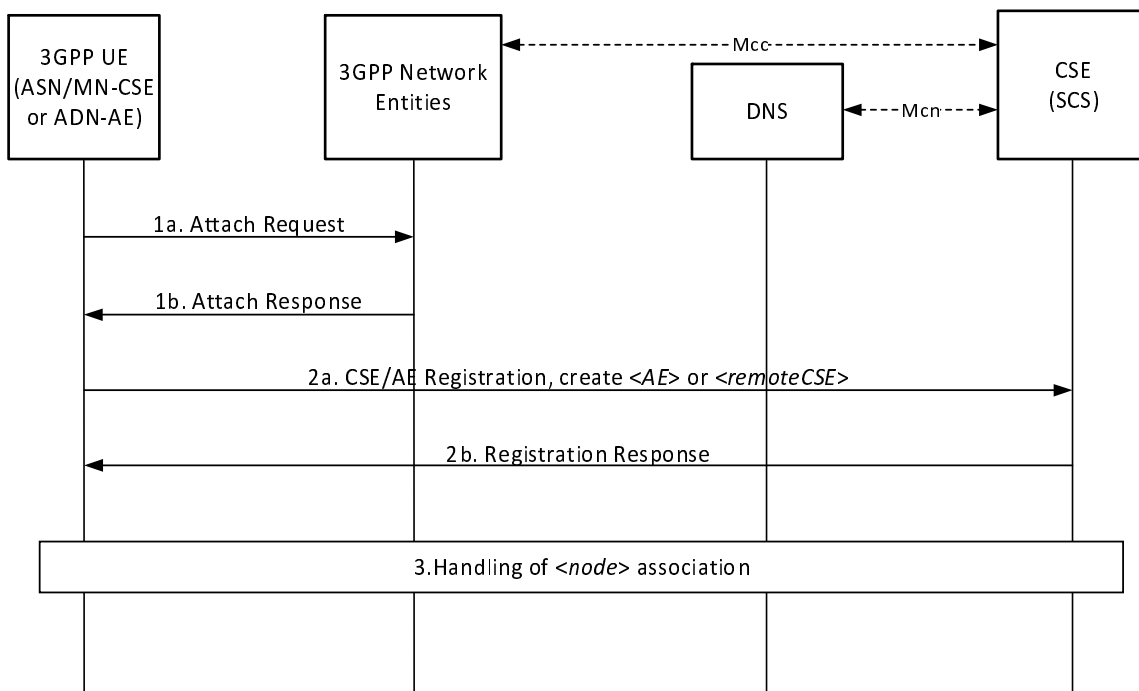 3GPP UE
(ASN/MN-CSE
or ADN-AE)
3GPP Network
Entities
Mcc
DNS
Mcn
CSE
(SCS)
1a. Attach Request
1b. Attach Response
2a. CSE/AE Registration, create <AE> or <remoteCSE>
2b. Registration Response
3.Handling of <node> association